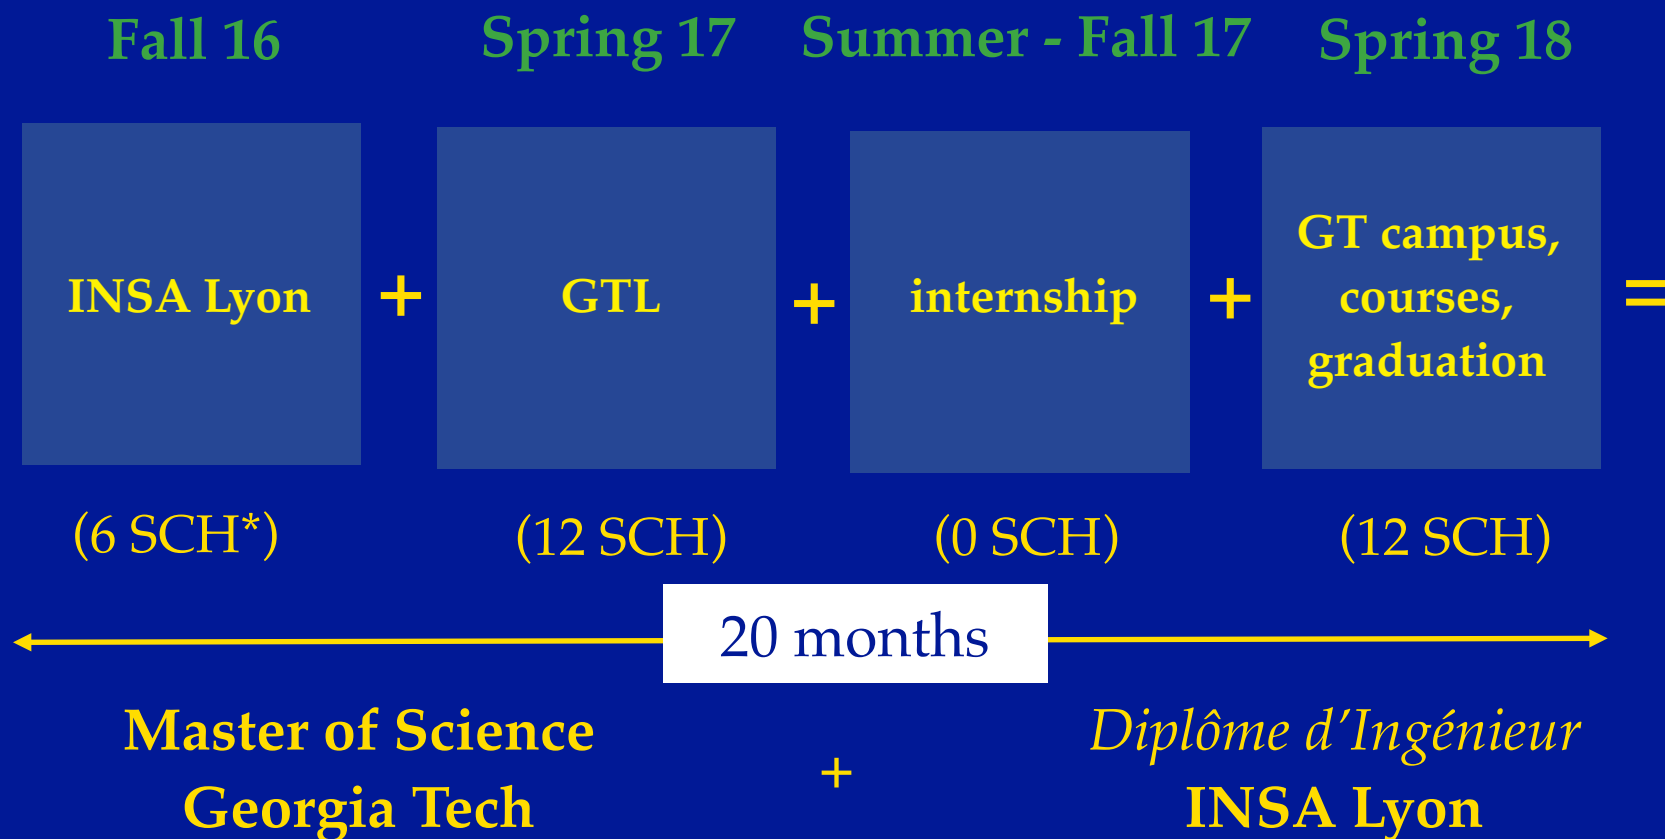 Fall 16 Spring 17 Summer - Fall 17 Spring 18
INSA Lyon + GTL + internship + GT campus, courses, graduation =
(6 SCH*) (12 SCH) (0 SCH) (12 SCH)
20 months
Master of Science
Georgia Tech
+
Diplôme d'Ingénieur
INSA Lyon